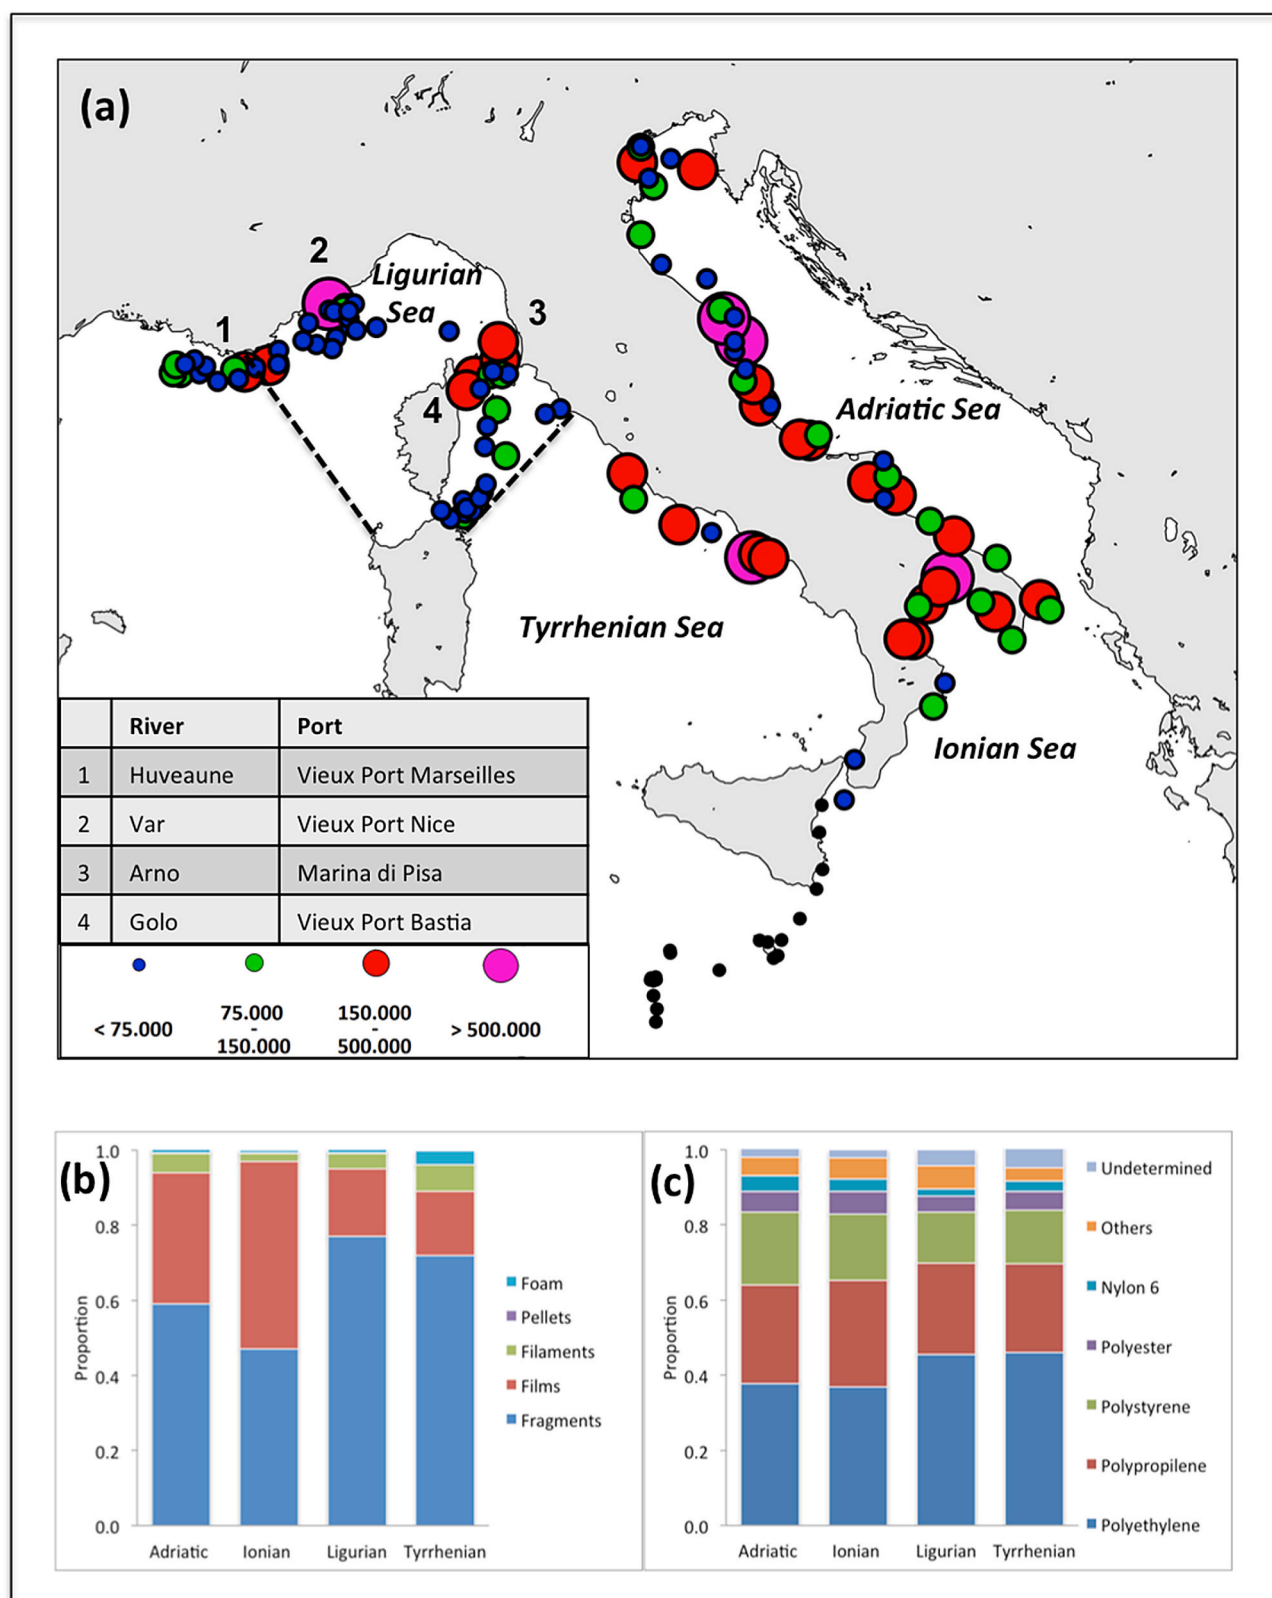 (a)
2
Ligurian
Sea
1
3
4
Adriatic Sea
Tyrrhenian Sea
Ionian Sea
River Port
1 Huveaune Vieux Port Marseilles
2 Var Vieux Port Nice
3 Arno Marina di Pisa
4 Golo Vieux Port Bastia
< 75.000
75.000
-
150.000
150.000
-
500.000
> 500.000
(b)
1.0
0.8
0.6
0.4
0.2
0.0
Proportion
Adriatic Ionian Ligurian Tyrrhenian
Foam
Pellets
Filaments
Films
Fragments
(c)
1.0
0.8
0.6
0.4
0.2
0.0
Proportion
Adriatic Ionian Ligurian Tyrrhenian
Undetermined
Others
Nylon 6
Polyester
Polystyrene
Polypropilene
Polyethylene